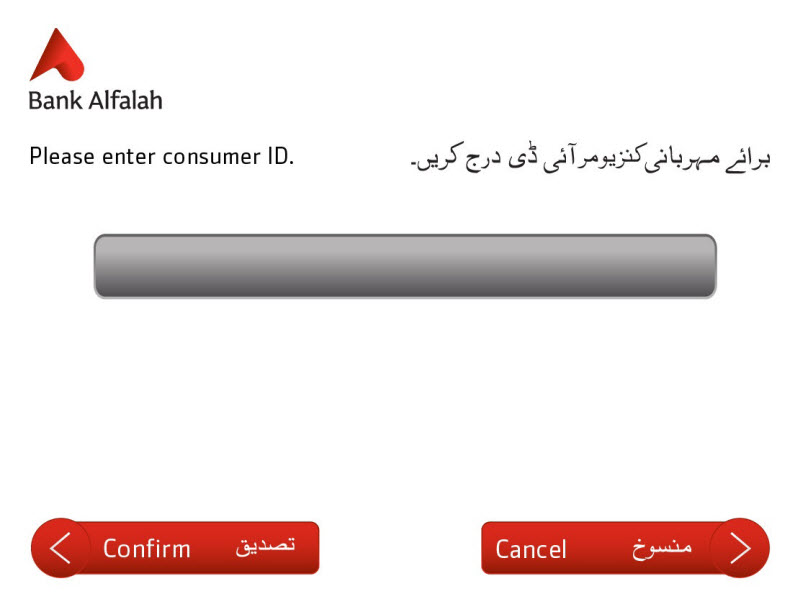 Bank Alfalah
Please enter consumer ID.
برائے مہربانی کنزیومر آئی ڈی درج کریں۔
Confirm تصدیق
Cancel منسوخ